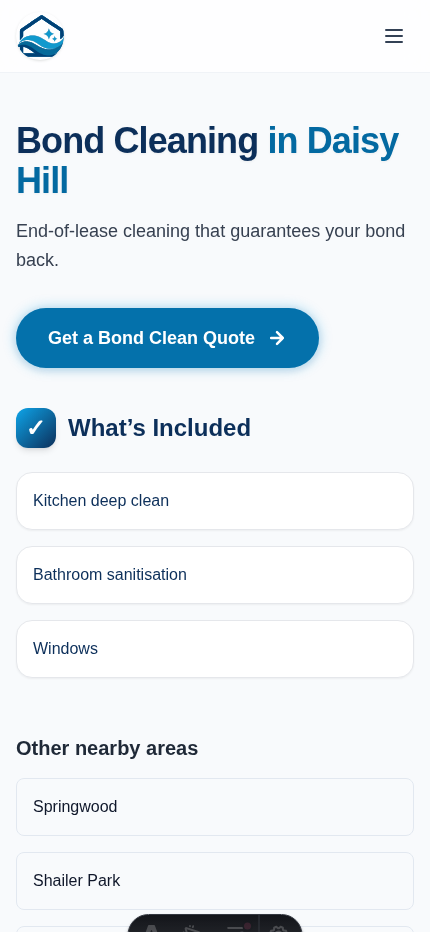 Bond Cleaning in Daisy
Hill
End-of-lease cleaning that guarantees your bond
back.
Get a Bond Clean Quote →
✓ What’s Included
Kitchen deep clean
Bathroom sanitisation
Windows
Other nearby areas
Springwood
Shailer Park